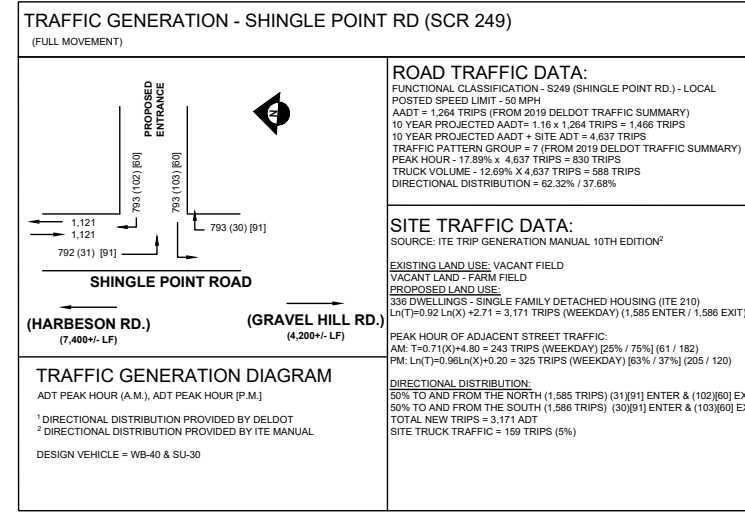 TRAFFIC GENERATION - SHINGLE POINT RD (SCR 249)
(FULL MOVEMENT)
PROPOSED
ENTRANCE
N
793 (102) [60]
793 (103) [60]
1,121
1,121
793 (30) [91]
792 (31) [91]
SHINGLE POINT ROAD
(HARBESON RD.)
(7,400+/- LF)
(GRAVEL HILL RD.)
(4,200+/- LF)
TRAFFIC GENERATION DIAGRAM
ADT PEAK HOUR (A.M.), ADT PEAK HOUR [P.M.]
1 DIRECTIONAL DISTRIBUTION PROVIDED BY DELDOT
2 DIRECTIONAL DISTRIBUTION PROVIDED BY ITE MANUAL
DESIGN VEHICLE = WB-40 & SU-30
ROAD TRAFFIC DATA:
FUNCTIONAL CLASSIFICATION - S249 (SHINGLE POINT RD.) - LOCAL
POSTED SPEED LIMIT - 50 MPH
AADT = 1,264 TRIPS (FROM 2019 DELDOT TRAFFIC SUMMARY)
10 YEAR PROJECTED AADT= 1.16 x 1,264 TRIPS = 1,466 TRIPS
10 YEAR PROJECTED AADT + SITE ADT = 4,637 TRIPS
TRAFFIC PATTERN GROUP = 7 (FROM 2019 DELDOT TRAFFIC SUMMARY)
PEAK HOUR - 17.89% x 4,637 TRIPS = 830 TRIPS
TRUCK VOLUME - 12.69% X 4,637 TRIPS = 588 TRIPS
DIRECTIONAL DISTRIBUTION = 62.32% / 37.68%
SITE TRAFFIC DATA:
SOURCE: ITE TRIP GENERATION MANUAL 10TH EDITION2
EXISTING LAND USE: VACANT FIELD
VACANT LAND - FARM FIELD
PROPOSED LAND USE:
336 DWELLINGS - SINGLE FAMILY DETACHED HOUSING (ITE 210)
Ln(T)=0.92 Ln(X) +2.71 = 3,171 TRIPS (WEEKDAY) (1,585 ENTER / 1,586 EXIT)
PEAK HOUR OF ADJACENT STREET TRAFFIC:
AM: T=0.71(X)+4.80 = 243 TRIPS (WEEKDAY) [25% / 75%] (61 / 182)
PM: Ln(T)=0.96Ln(X)+0.20 = 325 TRIPS (WEEKDAY) [63% / 37%] (205 / 120)
DIRECTIONAL DISTRIBUTION:
50% TO AND FROM THE NORTH (1,585 TRIPS) (31)[91] ENTER & (102)[60] EX
50% TO AND FROM THE SOUTH (1,586 TRIPS) (30)[91] ENTER & (103)[60] EX
TOTAL NEW TRIPS = 3,171 ADT
SITE TRUCK TRAFFIC = 159 TRIPS (5%)